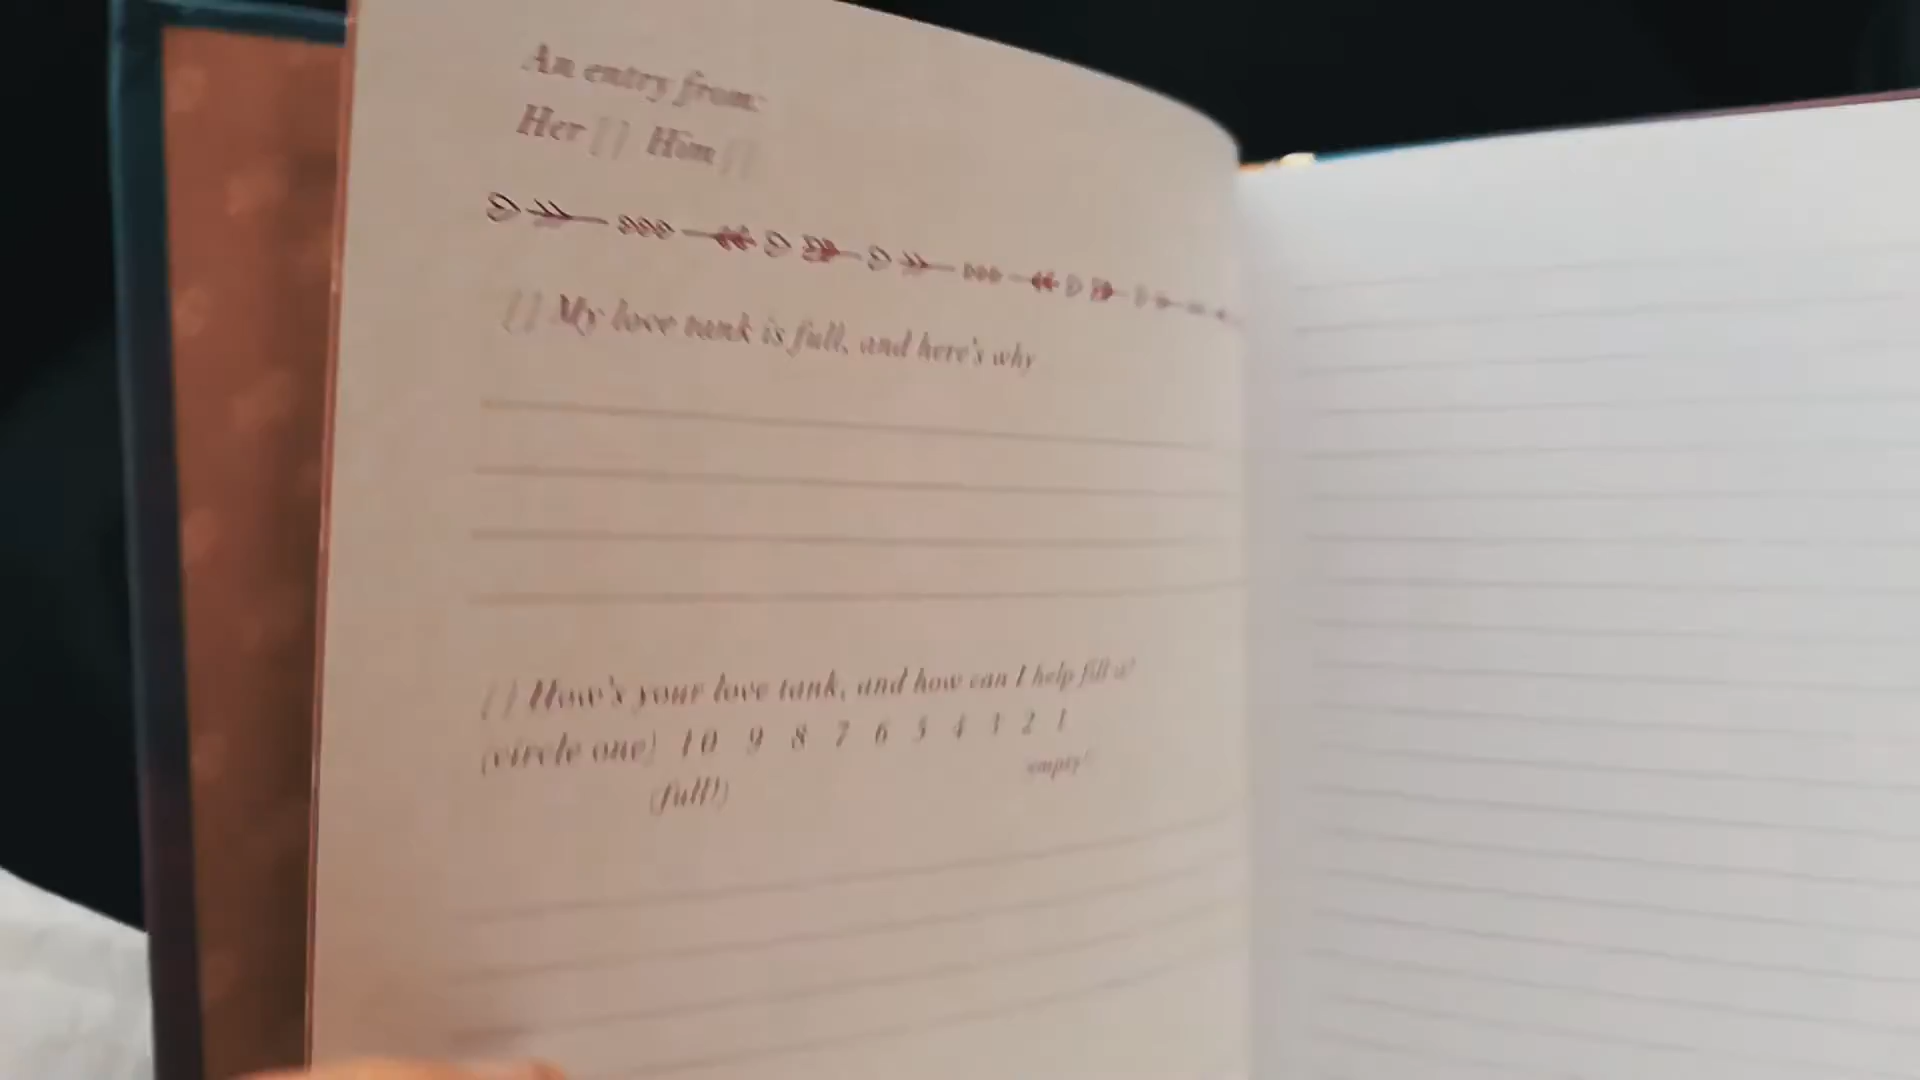 An entry from:
Her [ ] Him [ ]
[ ] My love tank is full, and here's why
[ ] How's your love tank, and how can I help fill it?
(circle one) 10 9 8 7 6 5 4 3 2 1
(full!) empty!